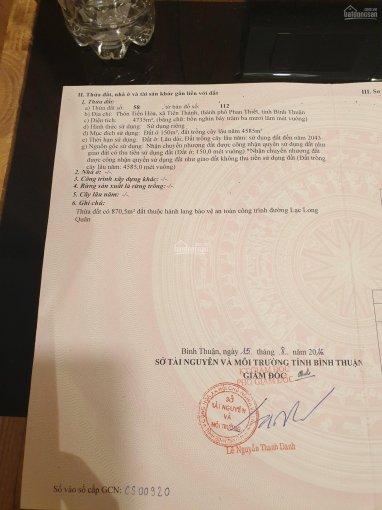 batdongsan
II. Thửa đất, nhà ở và tài sản khác gắn liền với đất
III. Sơ
1. Thửa đất:
a) Thửa đất số: 58 , tờ bản đồ số: 112
b) Địa chỉ: Thôn Tiến Hòa, xã Tiến Thành, thành phố Phan Thiết, tỉnh Bình Thuận
c) Diện tích: 4735m², (bằng chữ: bốn nghìn bảy trăm ba mươi lăm mét vuông)
d) Hình thức sử dụng: Sử dụng riêng
đ) Mục đích sử dụng: Đất ở 150m², đất trồng cây lâu năm 4585m²
e) Thời hạn sử dụng: Đất ở: Lâu dài; Đất trồng cây lâu năm: sử dụng đất đến 2043
g) Nguồn gốc sử dụng: Nhận chuyển nhượng đất được công nhận quyền sử dụng đất như
giao đất có thu tiền sử dụng đất (Đất ở: 150,0 mét vuông) *Nhận chuyển nhượng đất
được công nhận quyền sử dụng đất như giao đất không thu tiền sử dụng đất (Đất trồng
cây lâu năm: 4585,0 mét vuông)
2. Nhà ở: -/-
3. Công trình xây dựng khác: -/-
4. Rừng sản xuất là rừng trồng: -/-
5. Cây lâu năm: -/-
6. Ghi chú:
Thửa đất có 870,5m² đất thuộc hành lang bảo vệ an toàn công trình đường Lạc Long
Quân
Bình Thuận, ngày 15 tháng 8 năm 2016
SỞ TÀI NGUYÊN VÀ MÔI TRƯỜNG TỈNH BÌNH THUẬN
KT.GIÁM ĐỐC
GIÁM ĐỐC
PHÓ GIÁM ĐỐC
SỞ
TÀI NGUYÊN
VÀ
MÔI TRƯỜNG
Lê Nguyễn Thanh Danh
Số vào sổ cấp GCN: CS00320